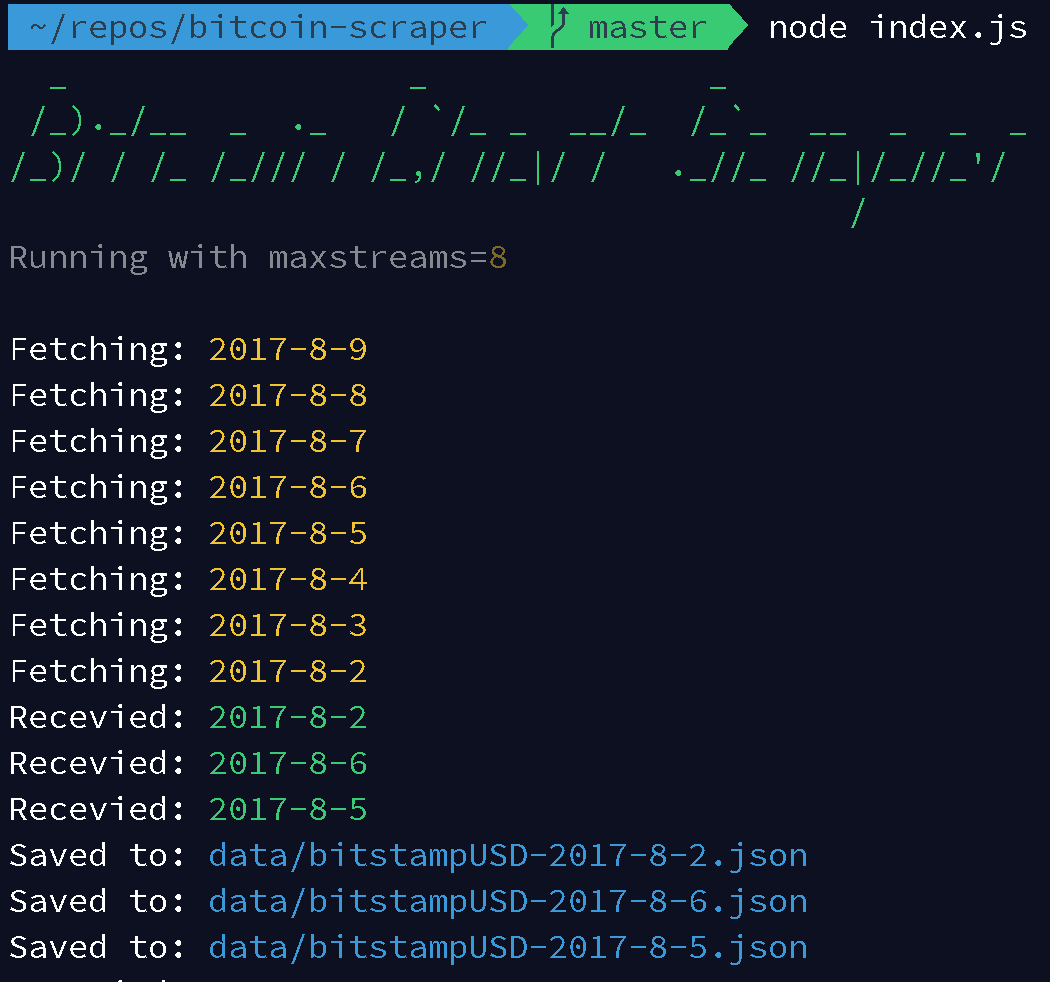 ~/repos/bitcoin-scraper master node index.js
Running with maxstreams=8
Fetching: 2017-8-9
Fetching: 2017-8-8
Fetching: 2017-8-7
Fetching: 2017-8-6
Fetching: 2017-8-5
Fetching: 2017-8-4
Fetching: 2017-8-3
Fetching: 2017-8-2
Recevied: 2017-8-2
Recevied: 2017-8-6
Recevied: 2017-8-5
Saved to: data/bitstampUSD-2017-8-2.json
Saved to: data/bitstampUSD-2017-8-6.json
Saved to: data/bitstampUSD-2017-8-5.json